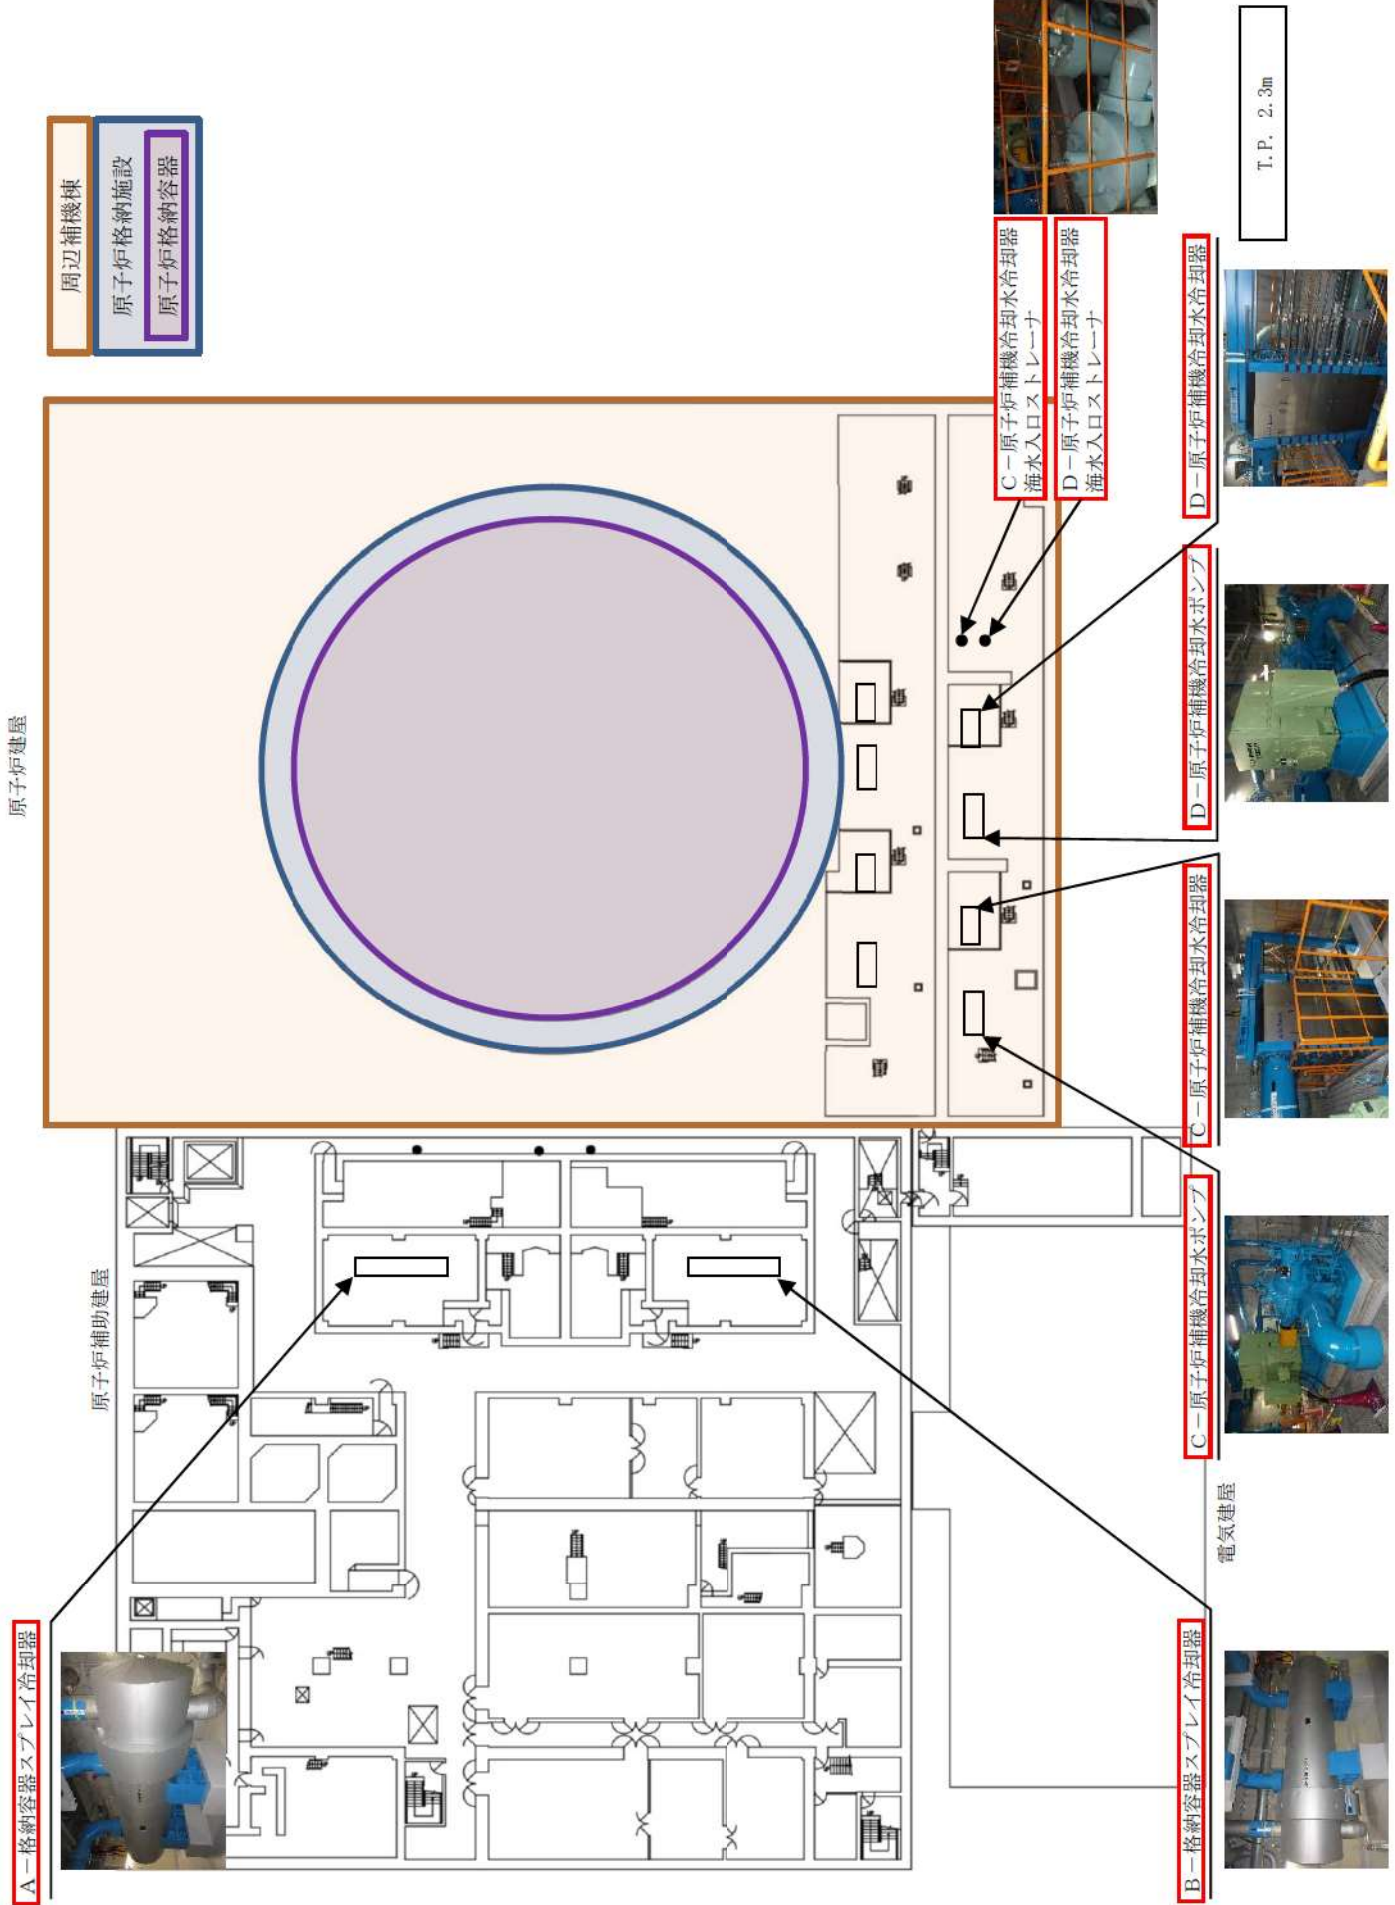 原子炉建屋
周辺補機棟
原子炉格納施設
原子炉格納容器
原子炉補助建屋
電気建屋
A－格納容器スプレイ冷却器
B－格納容器スプレイ冷却器
C－原子炉補機冷却水ポンプ
C－原子炉補機冷却水冷却器
D－原子炉補機冷却水ポンプ
D－原子炉補機冷却水冷却器
C－原子炉補機冷却水冷却器
海水入口ストレーナ
D－原子炉補機冷却水冷却器
海水入口ストレーナ
T.P. 2.3m